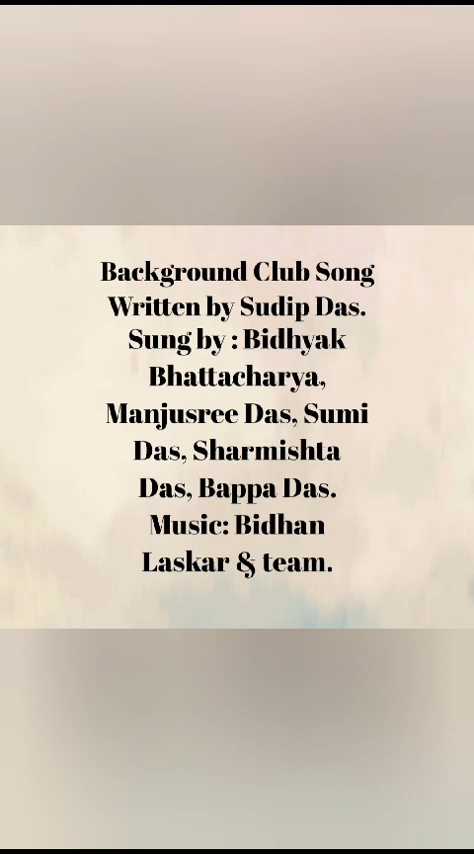 Background Club Song
Written by Sudip Das.
Sung by : Bidhyak
Bhattacharya,
Manjusree Das, Sumi
Das, Sharmishta
Das, Bappa Das.
Music: Bidhan
Laskar & team.